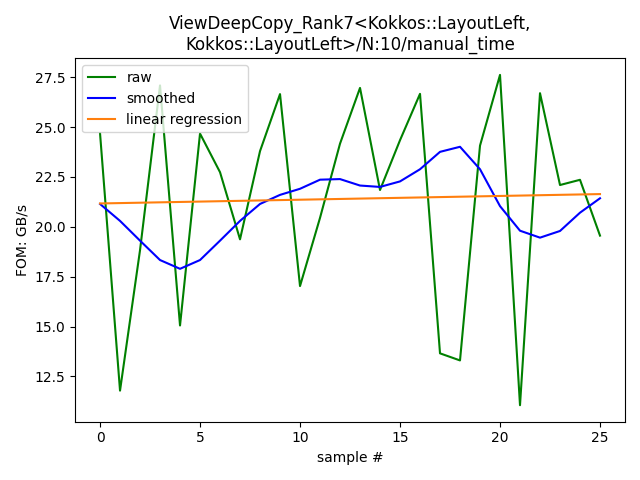 ViewDeepCopy_Rank7<Kokkos::LayoutLeft,
Kokkos::LayoutLeft>/N:10/manual_time
raw
smoothed
linear regression
FOM: GB/s
27.5
25.0
22.5
20.0
17.5
15.0
12.5
0
5
10
15
20
25
sample #